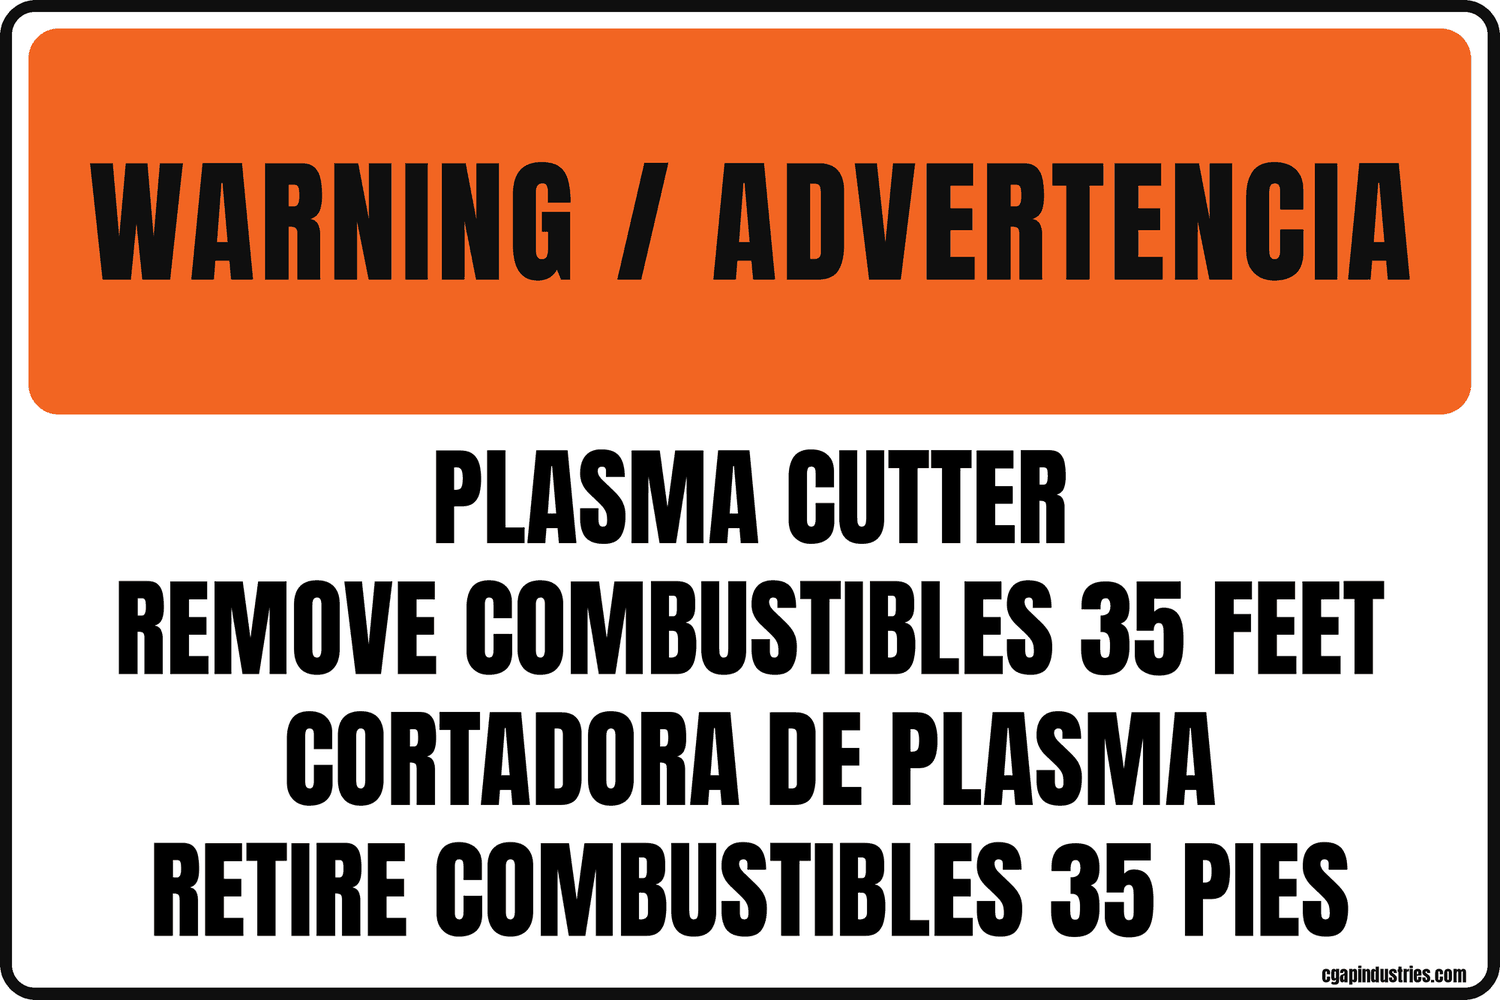 WARNING / ADVERTENCIA
PLASMA CUTTER
REMOVE COMBUSTIBLES 35 FEET
CORTADORA DE PLASMA
RETIRE COMBUSTIBLES 35 PIES
cgapindustries.com